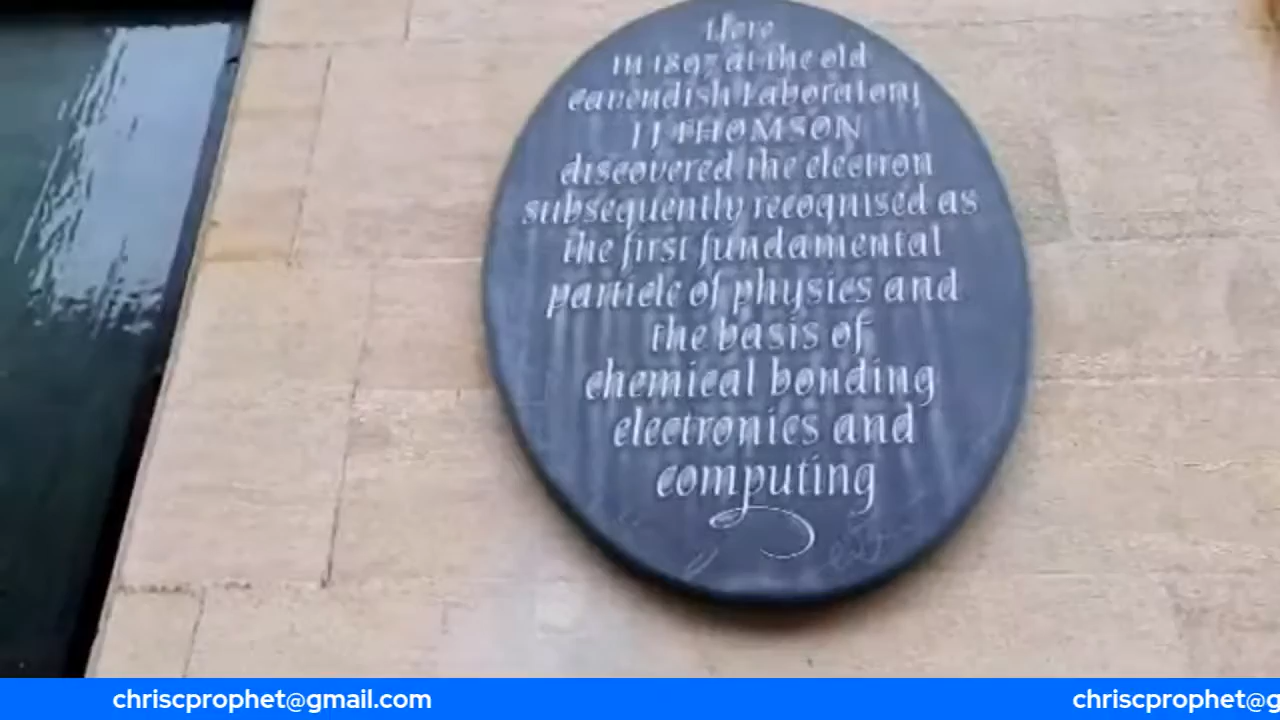 Here
in 1897 at the old
Cavendish Laboratory
J J THOMSON
discovered the electron
subsequently recognised as
the first fundamental
particle of physics and
the basis of
chemical bonding
electronics and
computing
chriscprophet@gmail.com
chriscprophet@g